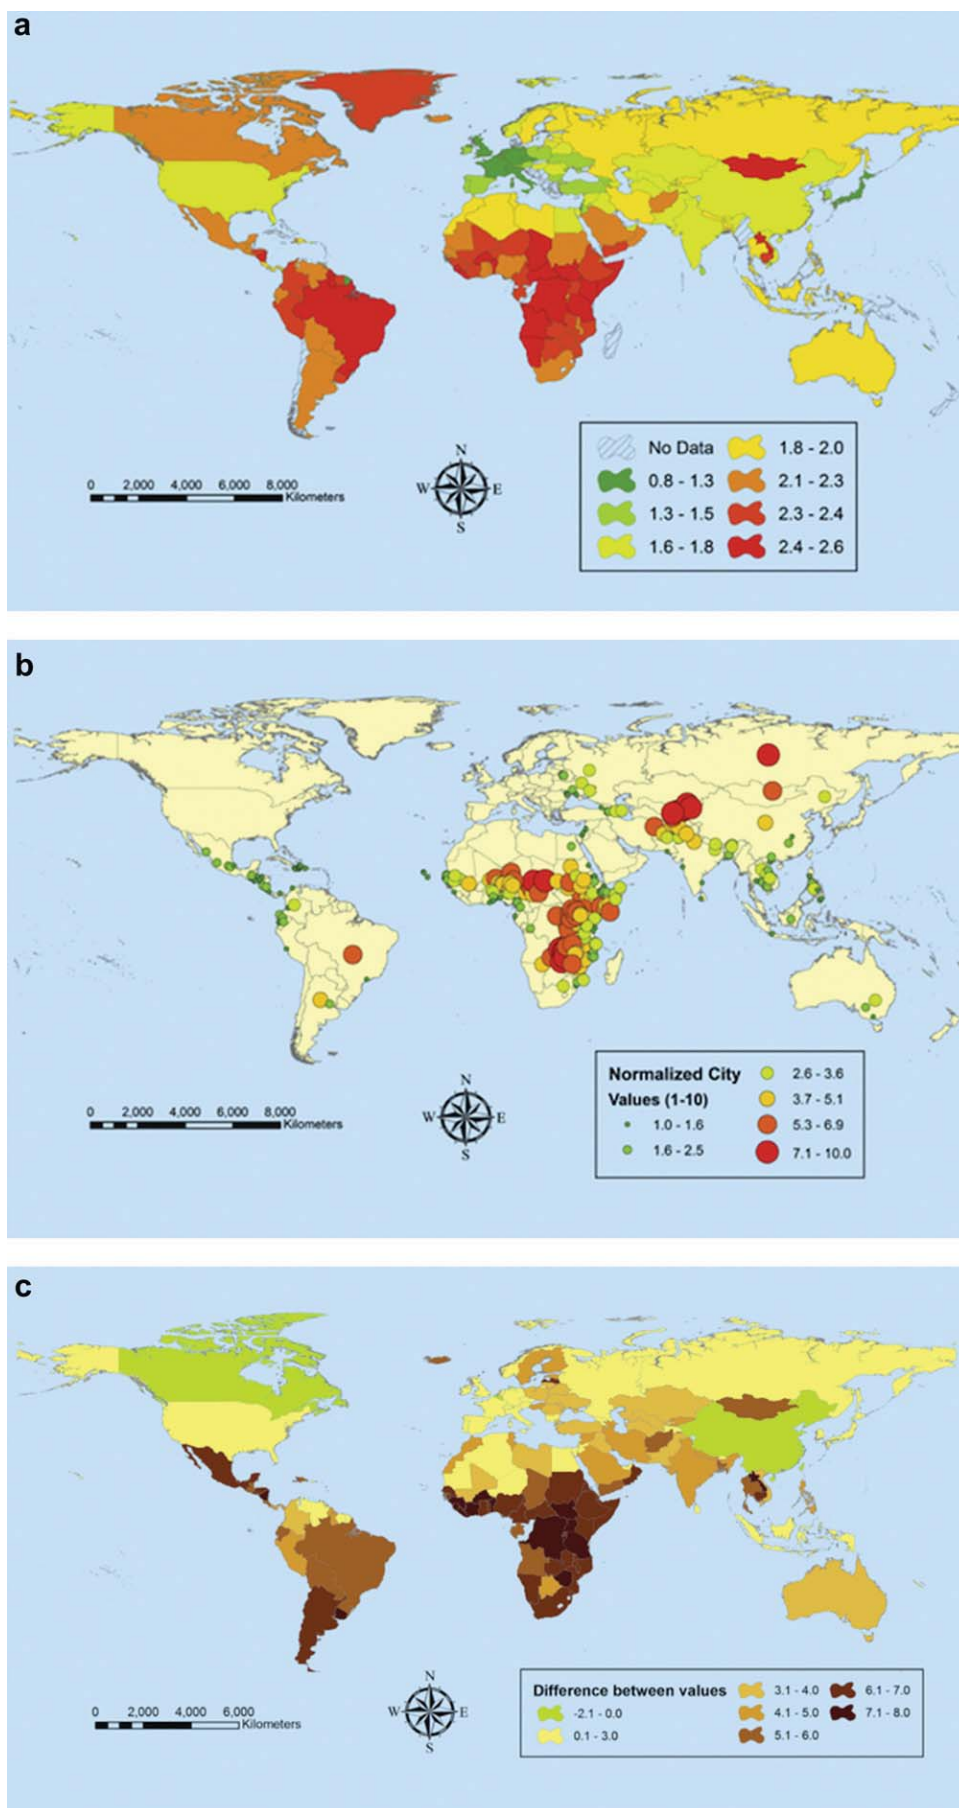 a
N
W E
S
0 2,000 4,000 6,000 8,000
Kilometers
No Data
0.8 - 1.3
1.3 - 1.5
1.6 - 1.8
1.8 - 2.0
2.1 - 2.3
2.3 - 2.4
2.4 - 2.6
b
N
W E
S
0 2,000 4,000 6,000 8,000
Kilometers
Normalized City
Values (1-10)
1.0 - 1.6
1.6 - 2.5
2.6 - 3.6
3.7 - 5.1
5.3 - 6.9
7.1 - 10.0
c
N
W E
S
0 2,000 4,000 6,000
Kilometers
Difference between values
-2.1 - 0.0
0.1 - 3.0
3.1 - 4.0
4.1 - 5.0
5.1 - 6.0
6.1 - 7.0
7.1 - 8.0